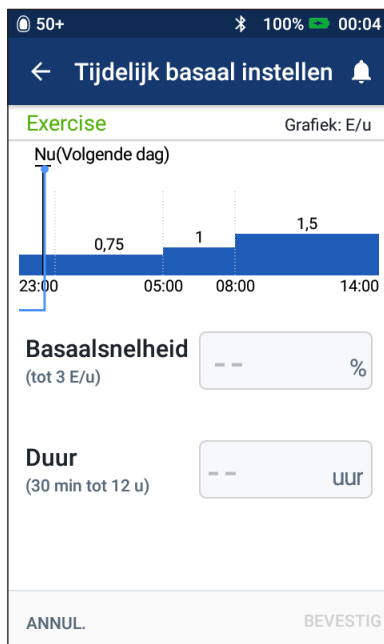 50+ 100% 00:04
Tijdelijk basaal instellen
Exercise Grafiek: E/u
Nu(Volgende dag)
0,75 1 1,5
23:00 05:00 08:00 14:00
Basaalsnelheid
(tot 3 E/u)
-- %
Duur
(30 min tot 12 u)
-- uur
ANNUL. BEVESTIG